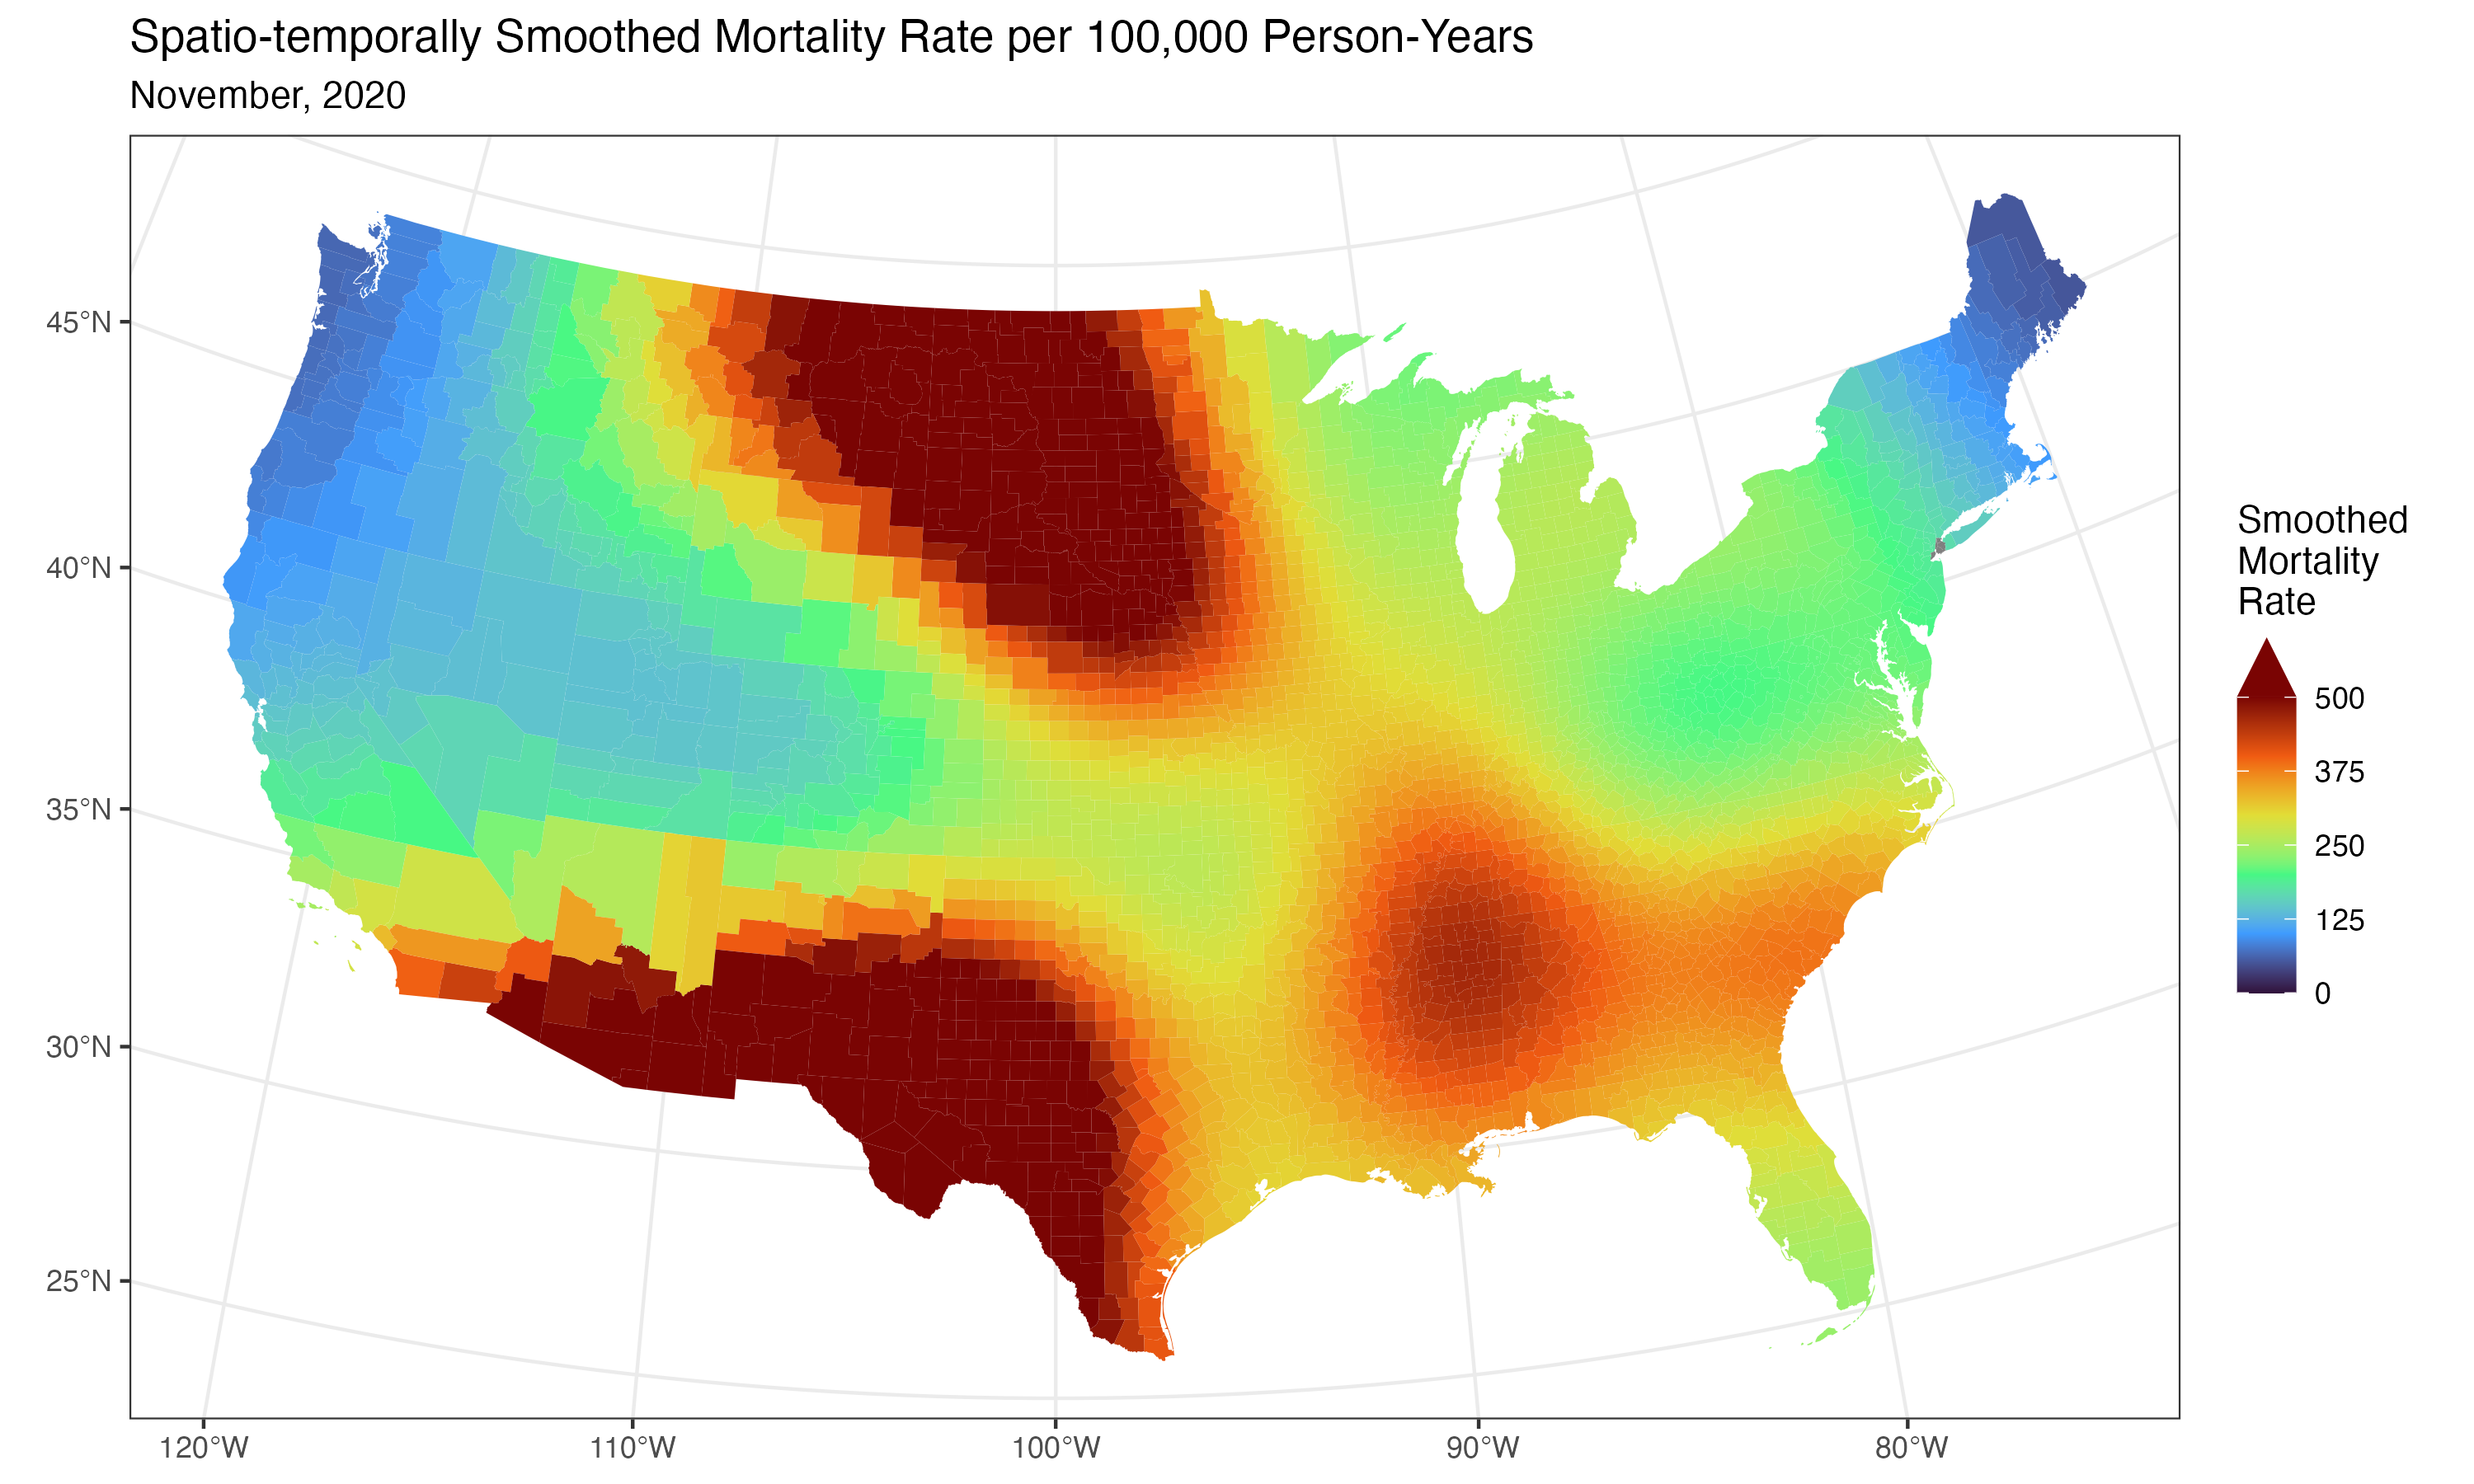 Spatio-temporally Smoothed Mortality Rate per 100,000 Person-Years
November, 2020
45°N
40°N
35°N
30°N
25°N
120°W
110°W
100°W
90°W
80°W
Smoothed
Mortality
Rate
500
375
250
125
0